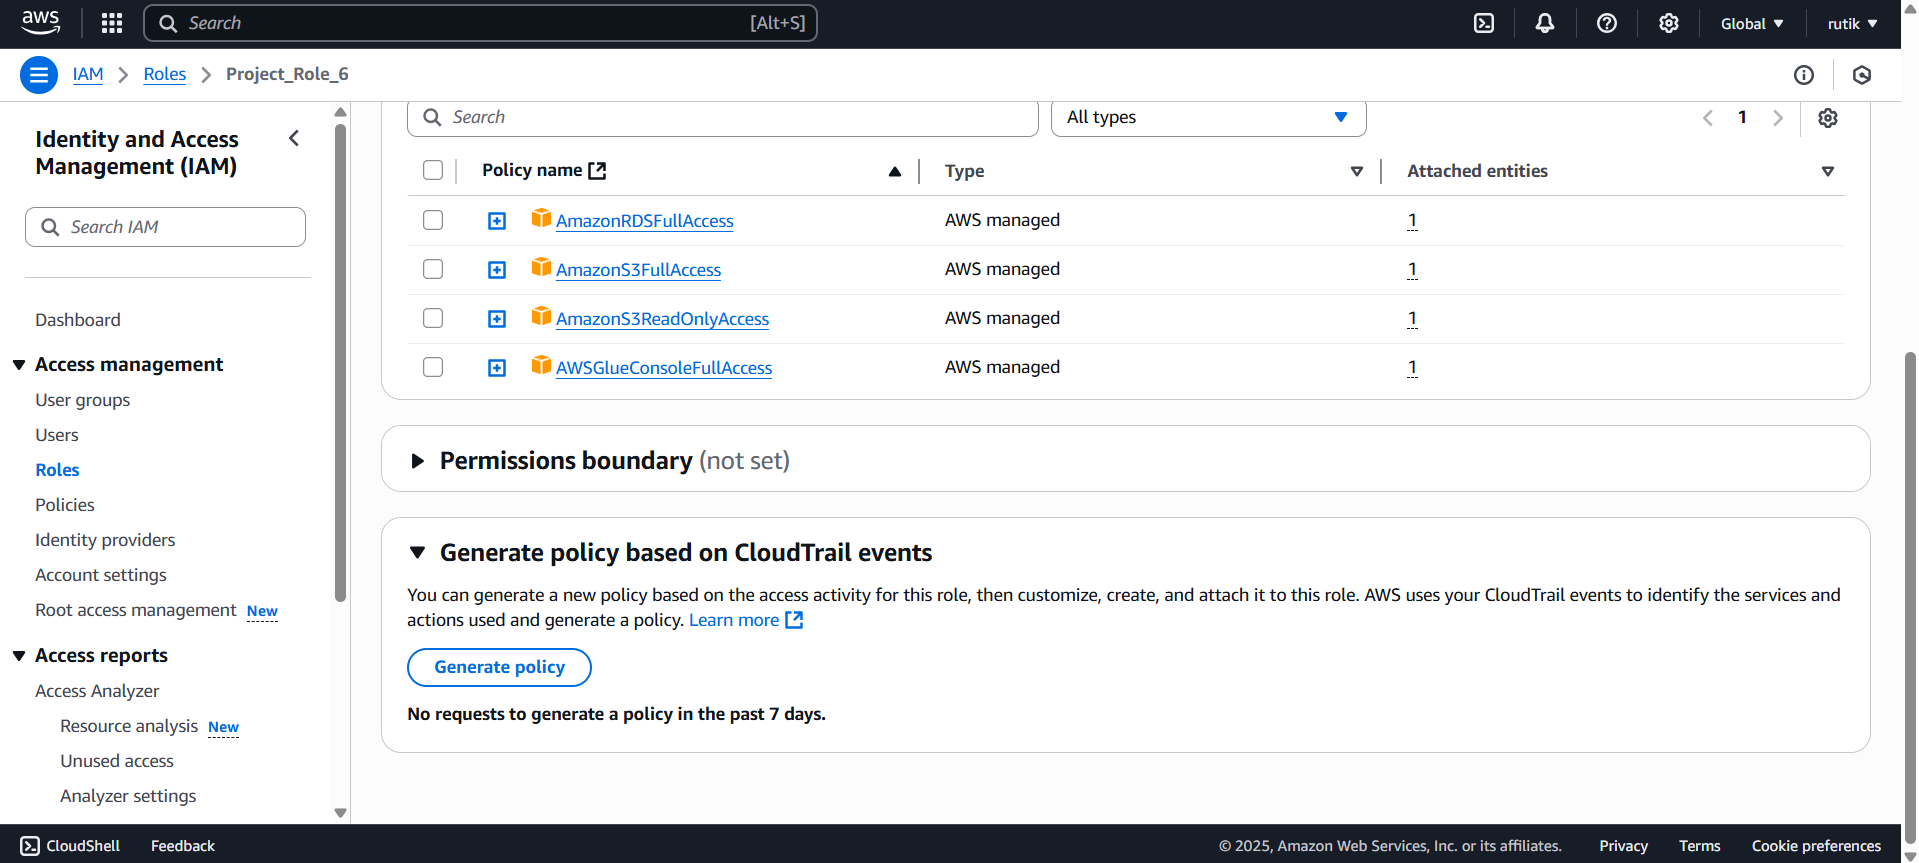 aws
Search
[Alt+S]
Global
rutik
IAM
Roles
Project_Role_6
Identity and Access
Management (IAM)
Search IAM
Dashboard
Access management
User groups
Users
Roles
Policies
Identity providers
Account settings
Root access management New
Access reports
Access Analyzer
Resource analysis New
Unused access
Analyzer settings
Search
All types
1
Policy name
Type
Attached entities
AmazonRDSFullAccess
AWS managed
1
AmazonS3FullAccess
AWS managed
1
AmazonS3ReadOnlyAccess
AWS managed
1
AWSGlueConsoleFullAccess
AWS managed
1
Permissions boundary (not set)
Generate policy based on CloudTrail events
You can generate a new policy based on the access activity for this role, then customize, create, and attach it to this role. AWS uses your CloudTrail events to identify the services and
actions used and generate a policy. Learn more
Generate policy
No requests to generate a policy in the past 7 days.
CloudShell
Feedback
© 2025, Amazon Web Services, Inc. or its affiliates.
Privacy
Terms
Cookie preferences